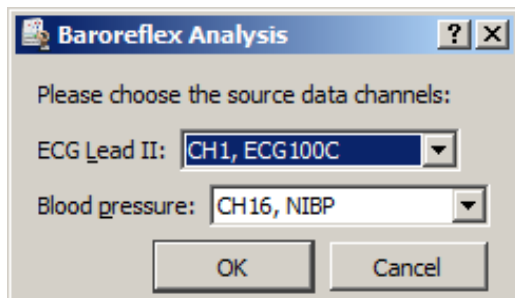 Baroreflex Analysis ? X
Please choose the source data channels:
ECG Lead II: CH1, ECG100C
Blood pressure: CH16, NIBP
OK Cancel